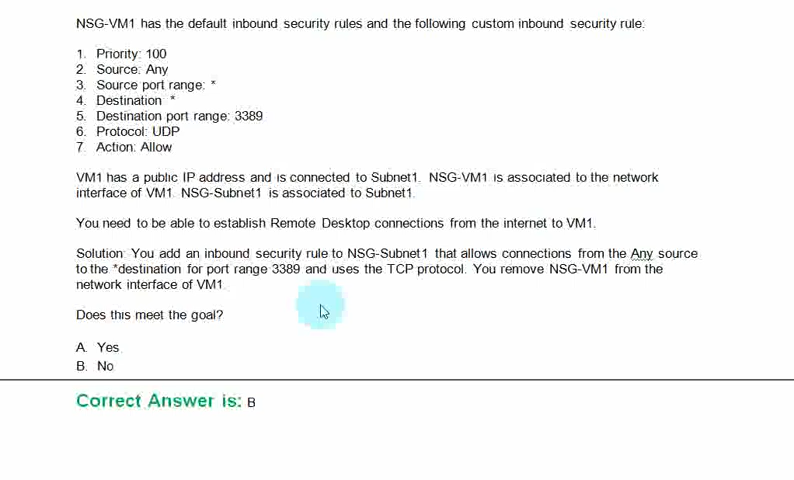 NSG-VM1 has the default inbound security rules and the following custom inbound security rule:
1. Priority: 100
2. Source: Any
3. Source port range: *
4. Destination *
5. Destination port range: 3389
6. Protocol: UDP
7. Action: Allow
VM1 has a public IP address and is connected to Subnet1. NSG-VM1 is associated to the network
interface of VM1. NSG-Subnet1 is associated to Subnet1.
You need to be able to establish Remote Desktop connections from the internet to VM1.
Solution: You add an inbound security rule to NSG-Subnet1 that allows connections from the Any source
to the *destination for port range 3389 and uses the TCP protocol. You remove NSG-VM1 from the
network interface of VM1.
Does this meet the goal?
A. Yes
B. No
Correct Answer is: B